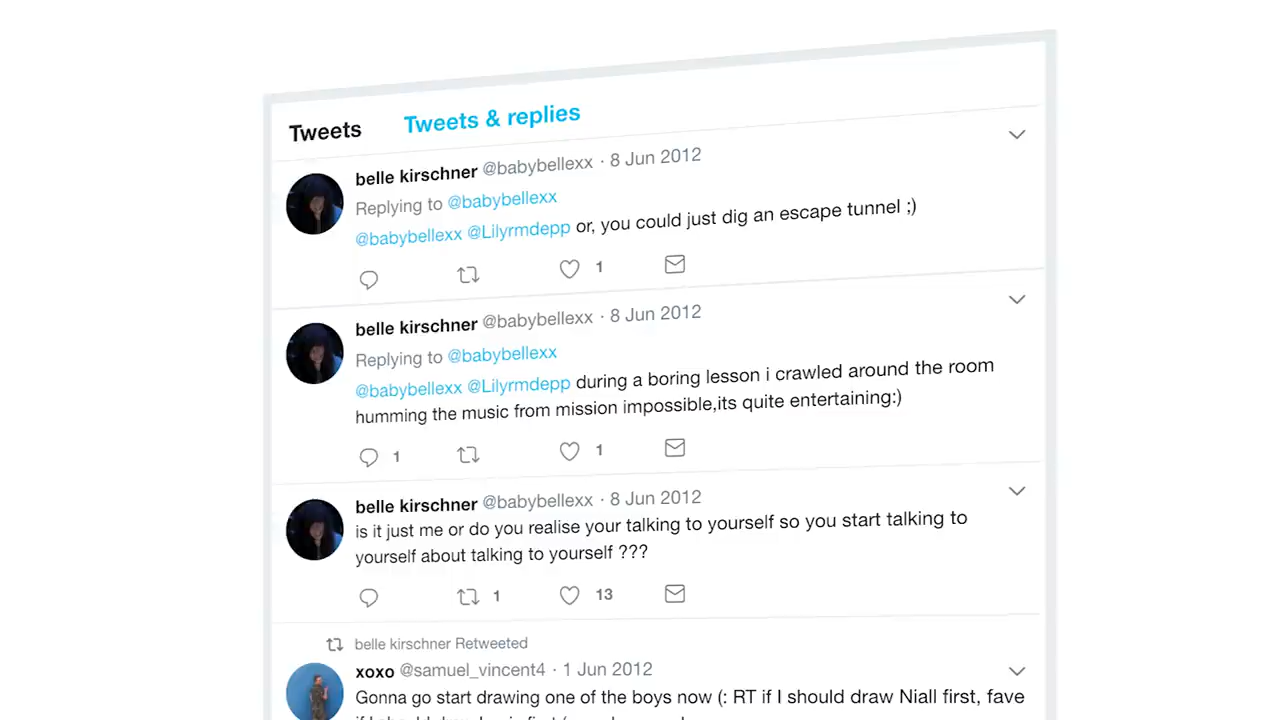 Tweets Tweets & replies
belle kirschner @babybellexx · 8 Jun 2012
Replying to @babybellexx
@babybellexx @Lilyrmdepp or, you could just dig an escape tunnel ;)
1
belle kirschner @babybellexx · 8 Jun 2012
Replying to @babybellexx
@babybellexx @Lilyrmdepp during a boring lesson i crawled around the room
humming the music from mission impossible,its quite entertaining:)
1 1
belle kirschner @babybellexx · 8 Jun 2012
is it just me or do you realise your talking to yourself so you start talking to
yourself about talking to yourself ???
1 13
belle kirschner Retweeted
xoxo @samuel_vincent4 · 1 Jun 2012
Gonna go start drawing one of the boys now (: RT if I should draw Niall first, fave